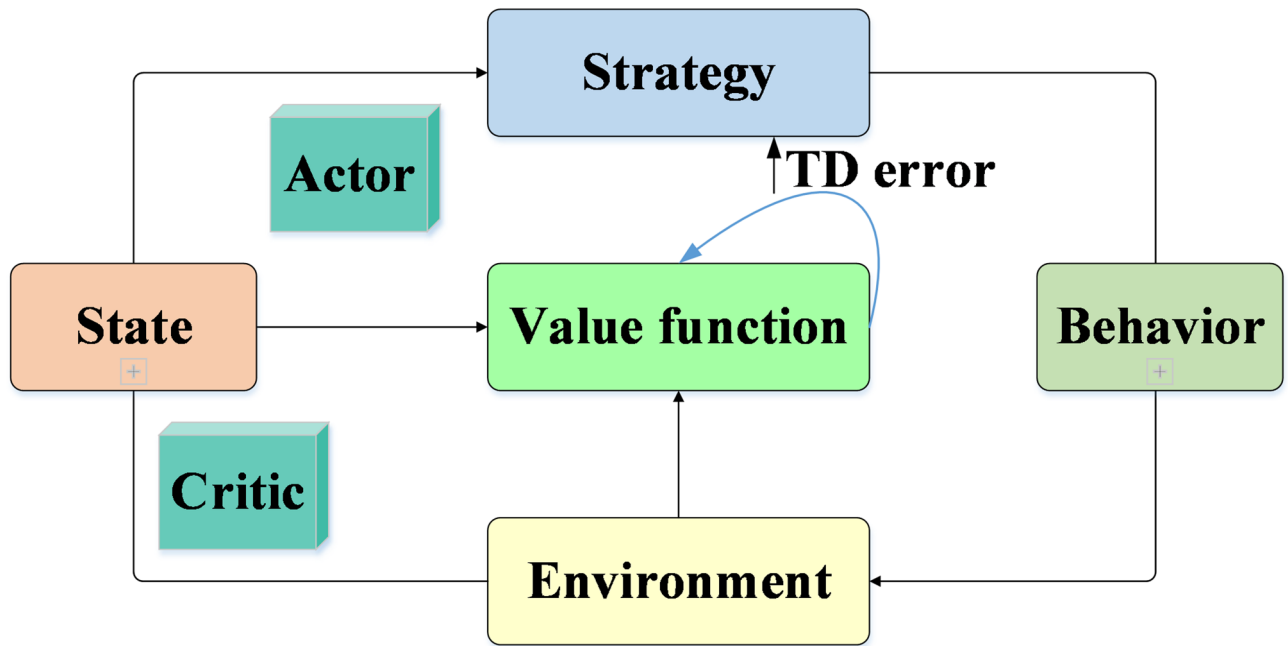 Strategy
TD error
Actor
State
Value function
Behavior
Critic
Environment